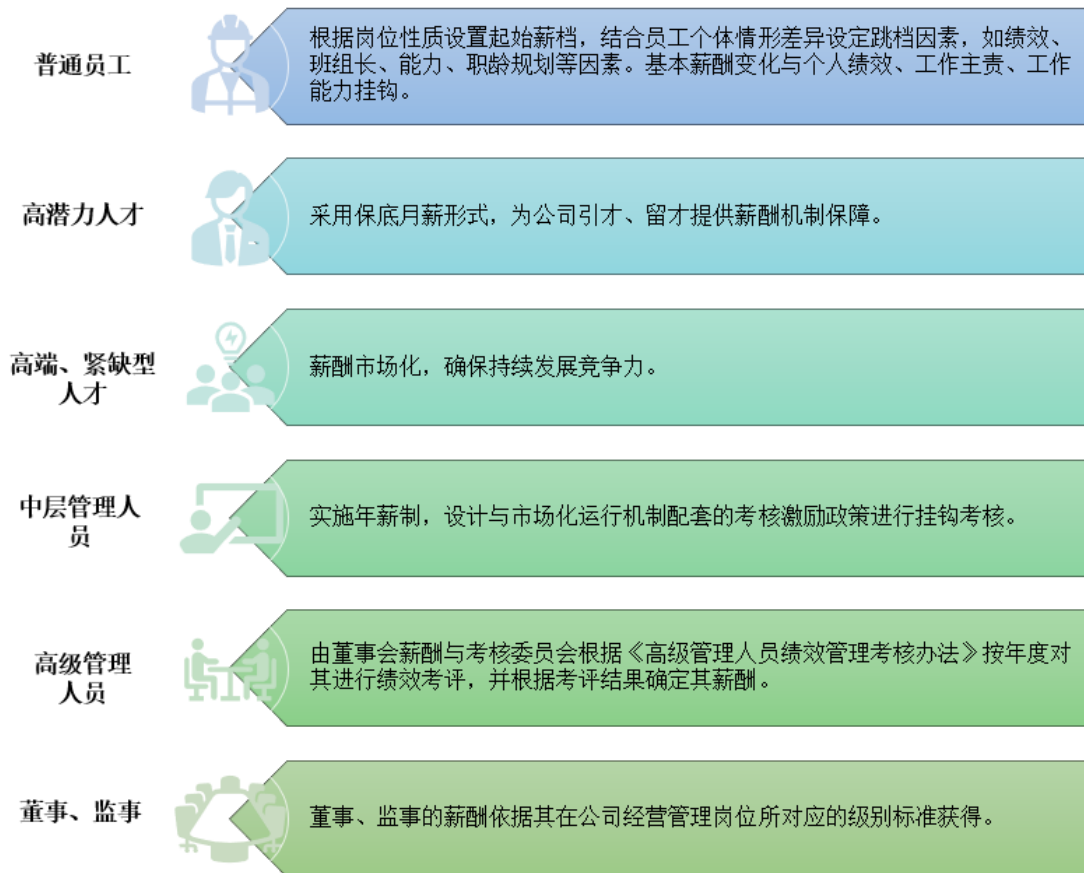 普通员工
根据岗位性质设置起始薪档，结合员工个体情形差异设定跳档因素，如绩效、
班组长、能力、职龄规划等因素。基本薪酬变化与个人绩效、工作主责、工作
能力挂钩。
高潜力人才
采用保底月薪形式，为公司引才、留才提供薪酬机制保障。
高端、紧缺型
人才
薪酬市场化，确保持续发展竞争力。
中层管理人
员
实施年薪制，设计与市场化运行机制配套的考核激励政策进行挂钩考核。
高级管理
人员
由董事会薪酬与考核委员会根据《高级管理人员绩效管理考核办法》按年度对
其进行绩效考评，并根据考评结果确定其薪酬。
董事、监事
董事、监事的薪酬依据其在公司经营管理岗位所对应的级别标准获得。